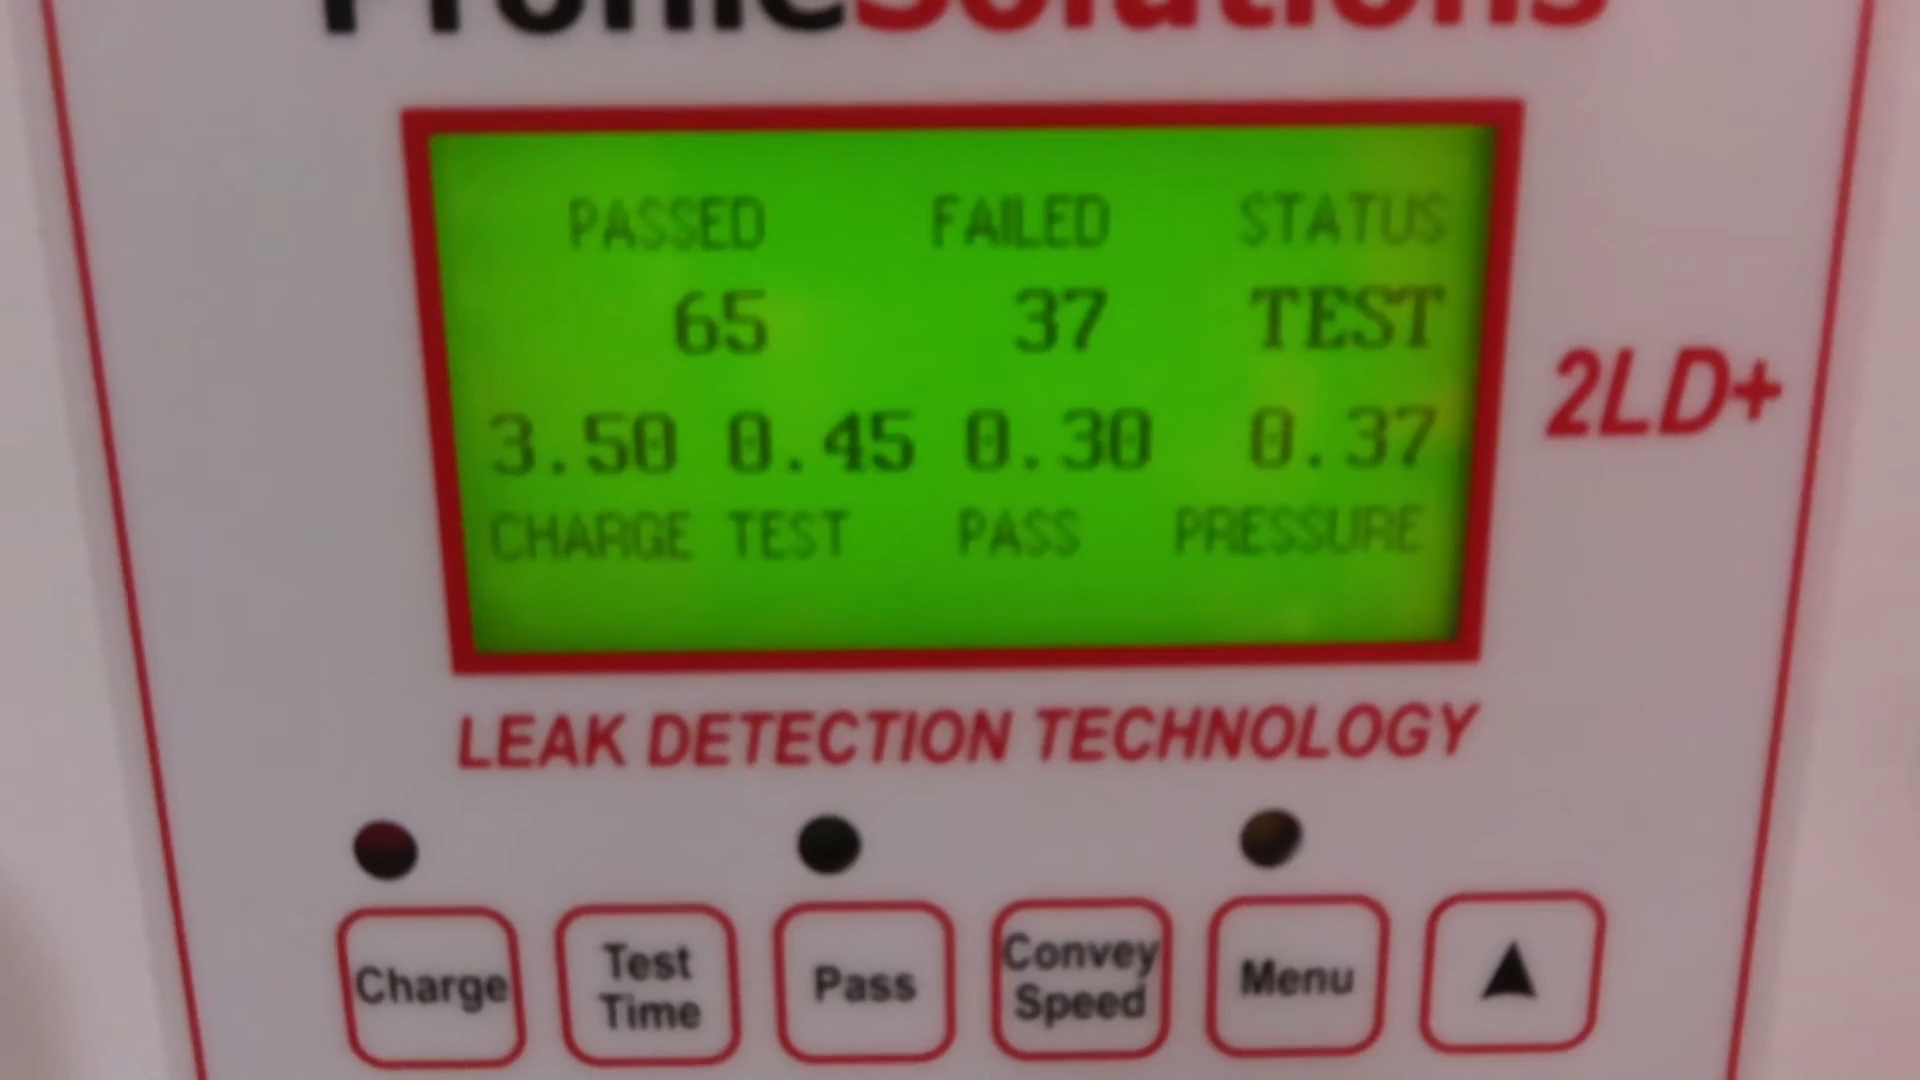 ProfileSolutions
PASSED FAILED STATUS
65 37 TEST
3.50 0.45 0.30 0.37
CHARGE TEST PASS PRESSURE
2LD+
LEAK DETECTION TECHNOLOGY
Charge
Test
Time
Pass
Convey
Speed
Menu